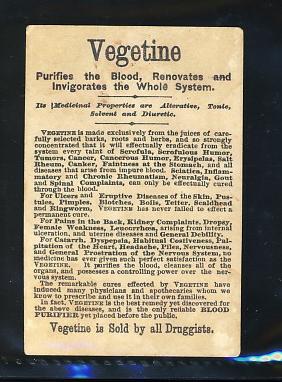 Vegetine
Purifies the Blood, Renovates and
Invigorates the Whole System.
Its Medicinal Properties are Alterative, Tonic,
Solvent and Diuretic.
VEGETINE is made exclusively from the juices of care-
fully selected barks, roots and herbs, and so strongly
concentrated that it will effectually eradicate from the
system every taint of Scrofula, Scrofulous Humor,
Tumors, Cancer, Cancerous Humor, Erysipelas, Salt
Rheum, Canker, Faintness at the Stomach, and all
diseases that arise from impure blood. Sciatica, Inflam-
matory and Chronic Rheumatism, Neuralgia, Gout
and Spinal Complaints, can only be effectually cured
through the blood.
For Ulcers and Eruptive Diseases of the Skin, Pus-
tules, Pimples, Blotches, Boils, Tetter, Scaldhead
and Ringworm, VEGETINE has never failed to effect a
permanent cure.
For Pains in the Back, Kidney Complaints, Dropsy,
Female Weakness, Leucorrhœa, arising from internal
ulceration, and uterine diseases and General Debility.
For Catarrh, Dyspepsia, Habitual Costiveness, Pal-
pitation of the Heart, Headache, Piles, Nervousness,
and General Prostration of the Nervous System, no
medicine has ever given such perfect satisfaction as the
VEGETINE. It purifies the blood, cleanses all of the
organs, and possesses a controlling power over the ner-
vous system.
The remarkable cures effected by VEGETINE have
induced many physicians and apothecaries whom we
know to prescribe and use it in their own families.
In fact, VEGETINE is the best remedy yet discovered for
the above diseases, and is the only reliable BLOOD
PURIFIER yet placed before the public.
Vegetine is Sold by all Druggists.